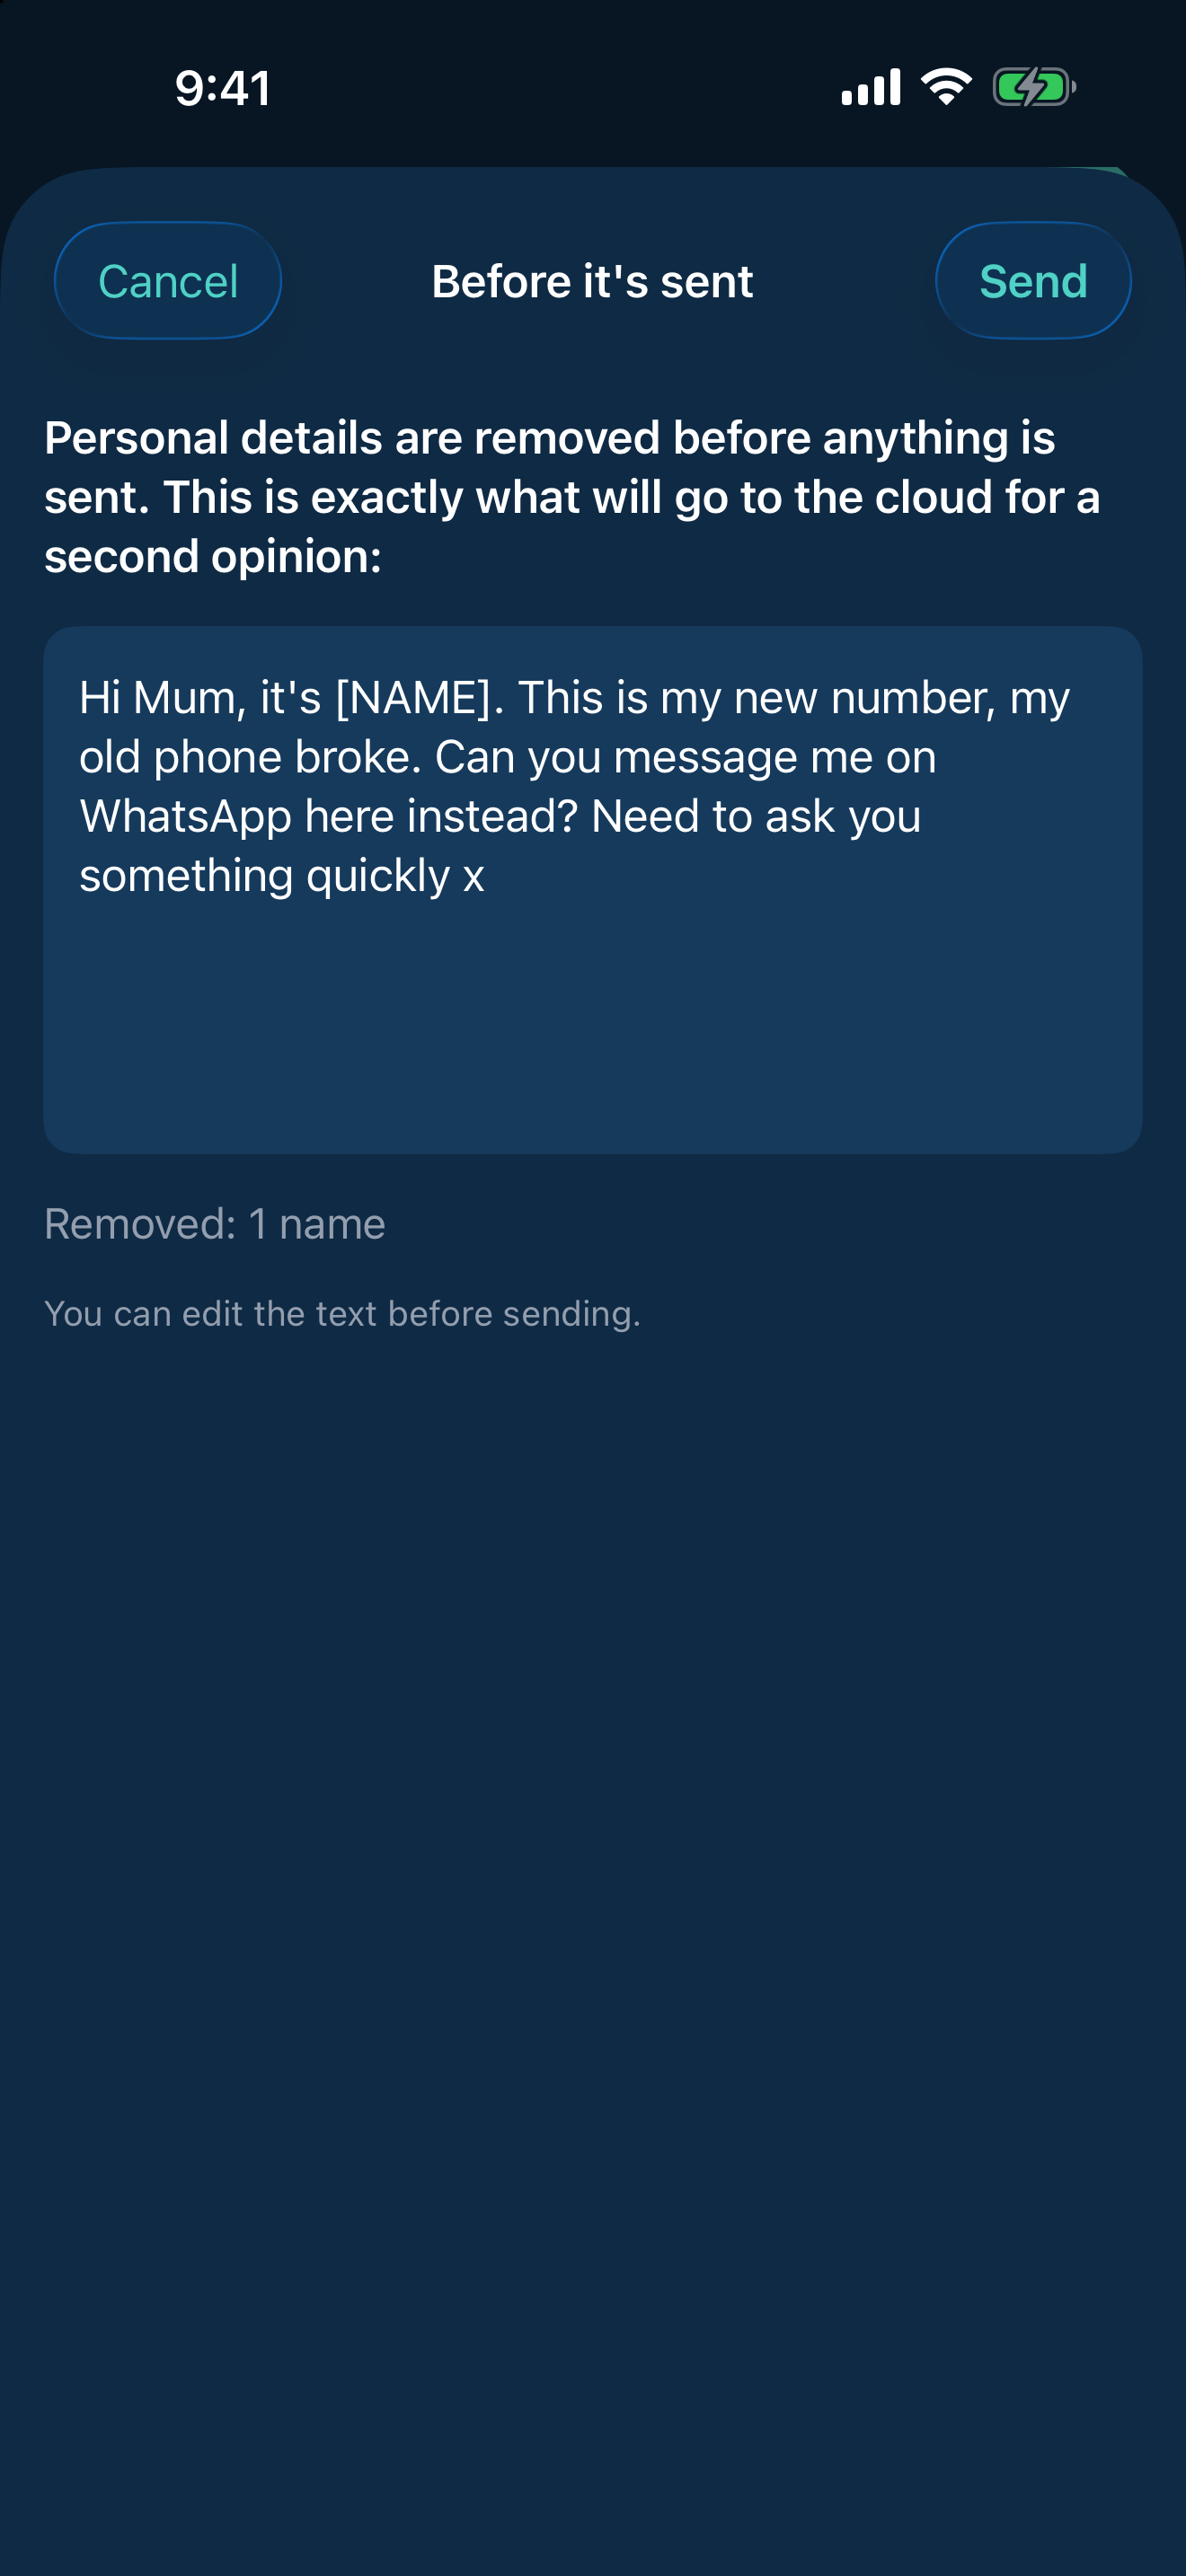 9:41
Cancel
Before it's sent
Send
Personal details are removed before anything is
sent. This is exactly what will go to the cloud for a
second opinion:
Hi Mum, it's [NAME]. This is my new number, my
old phone broke. Can you message me on
WhatsApp here instead? Need to ask you
something quickly x
Removed: 1 name
You can edit the text before sending.